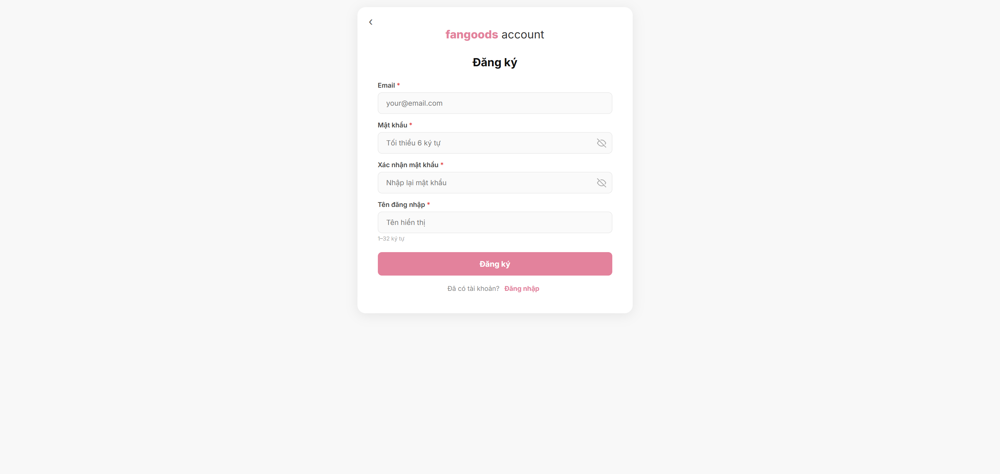 fangoods account
Đăng ký
Email *
your@email.com
Mật khẩu *
Tối thiểu 6 ký tự
Xác nhận mật khẩu *
Nhập lại mật khẩu
Tên đăng nhập *
Tên hiển thị
1–32 ký tự
Đăng ký
Đã có tài khoản? Đăng nhập